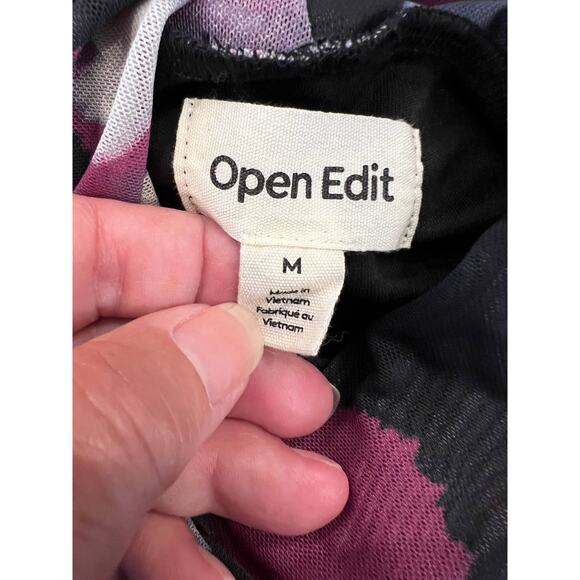 Open Edit
M
Made in
Vietnam
Fabriqué au
Vietnam